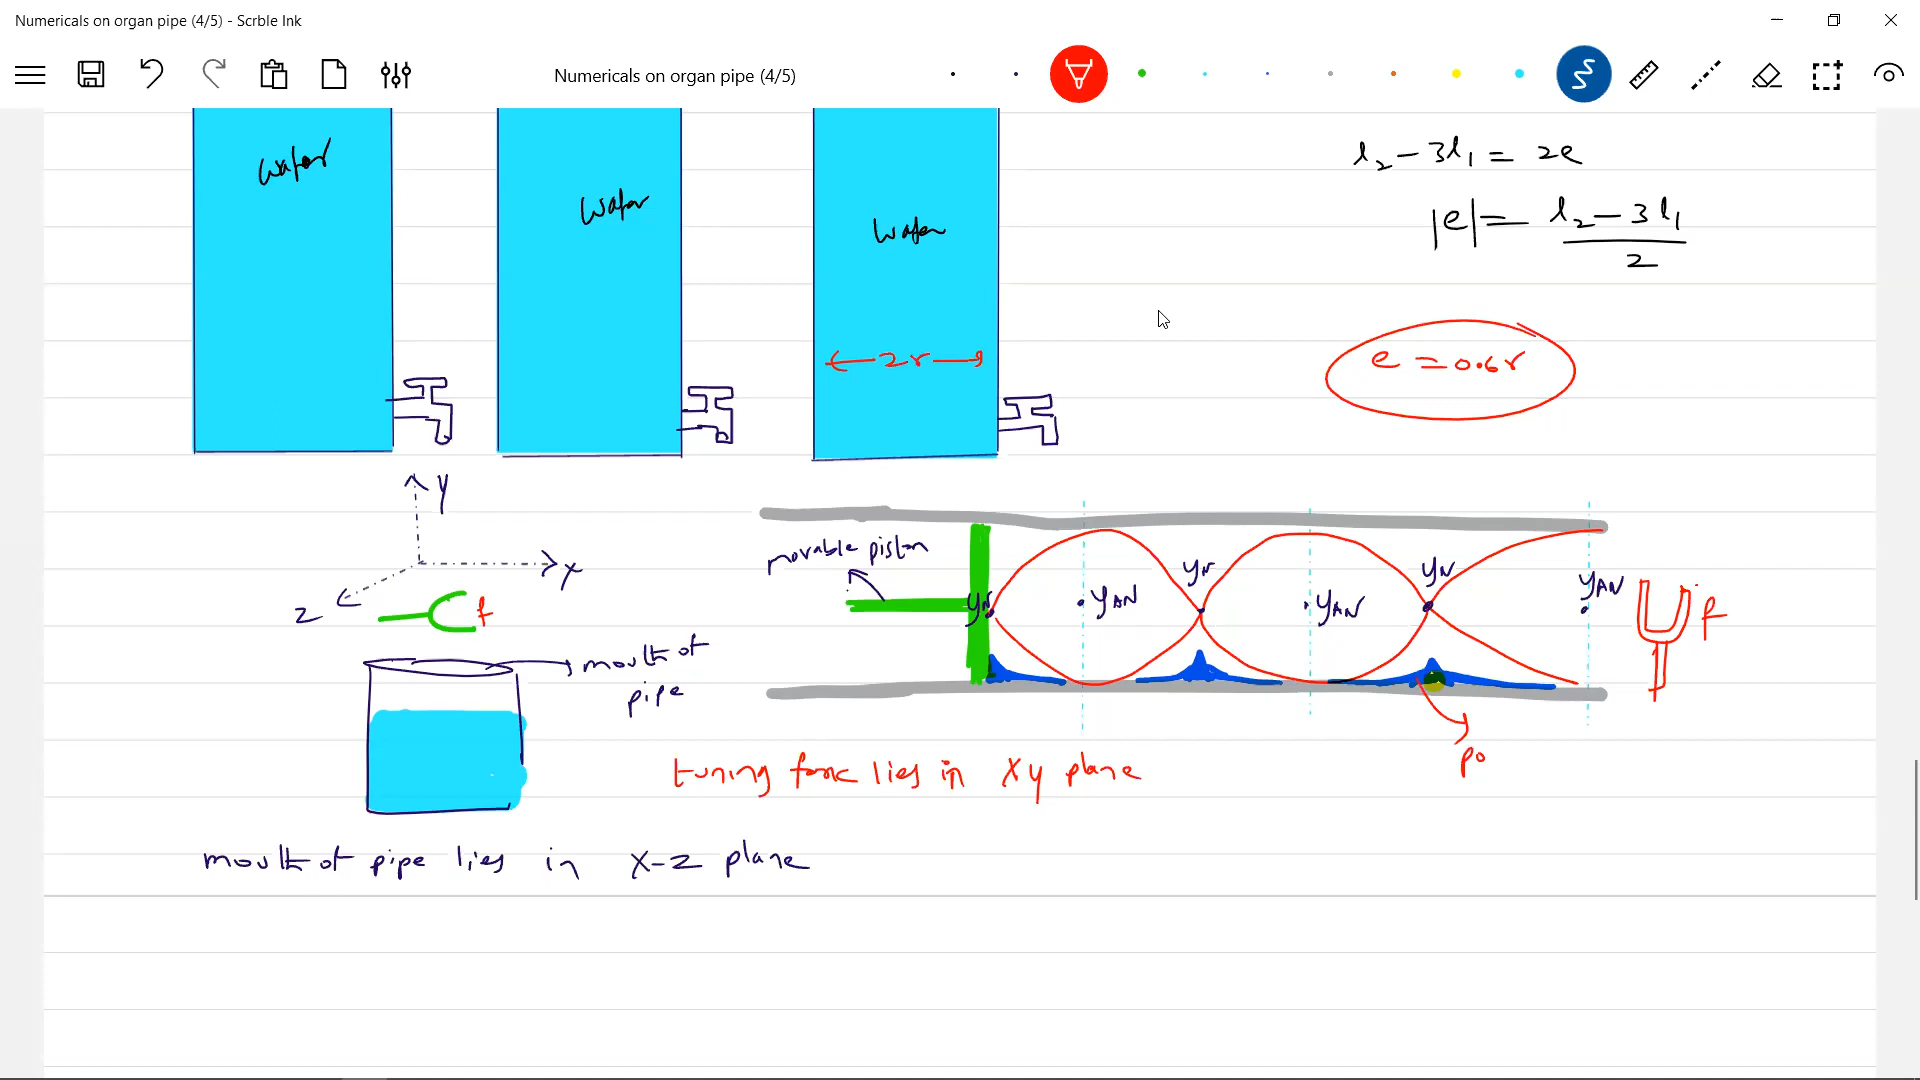 Numericals on organ pipe (4/5) - Scrble Ink
Numericals on organ pipe (4/5)
water
water
water
l₂ - 3l₁ = 2e
|e| = (l₂ - 3l₁)/2
2r
e = 0.6r
y
x
z
f
mouth of
pipe
movable piston
yN
yAN
yN
yAN
yN
yAN
f
po
tuning fork lies in xy plane
mouth of pipe lies in x-z plane